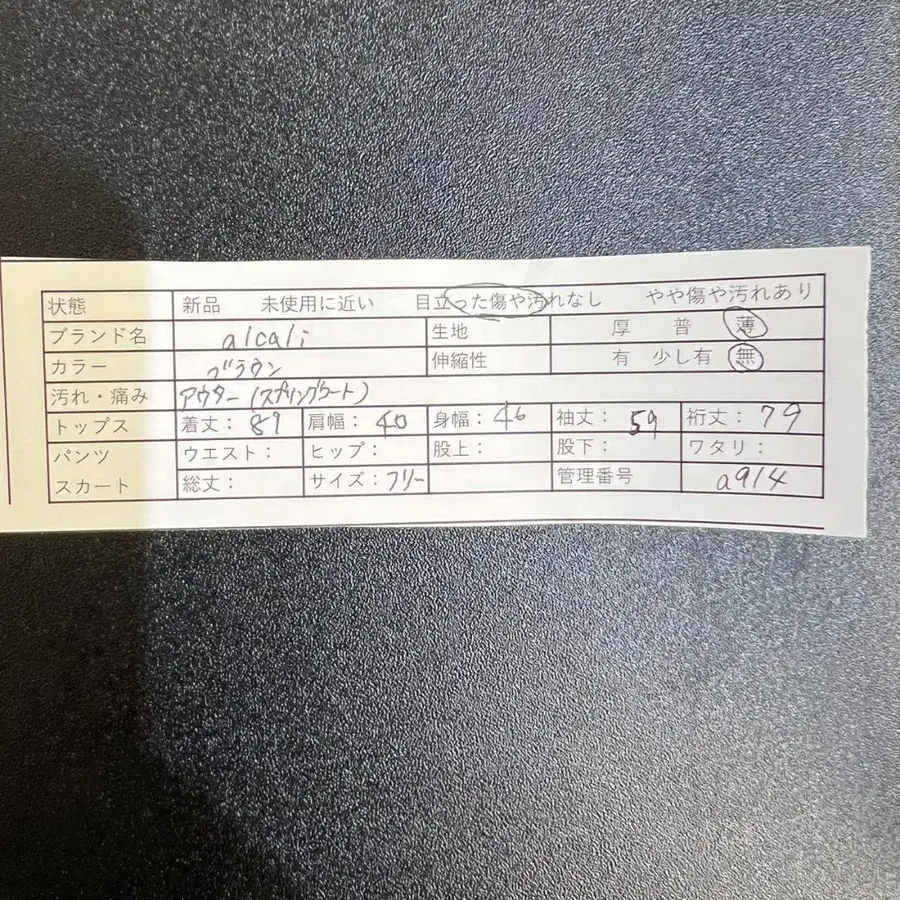 状態 新品 未使用に近い 目立った傷や汚れなし やや傷や汚れあり
ブランド名 alcali 生地 厚 普 薄
カラー ブラウン 伸縮性 有 少し有 無
汚れ・痛み アウター(スプリングコート)
トップス 着丈：89 肩幅：40 身幅：46 袖丈：59 裄丈：79
パンツ ウエスト： ヒップ： 股上： 股下： ワタリ：
スカート 総丈： サイズ：フリー 管理番号 a914